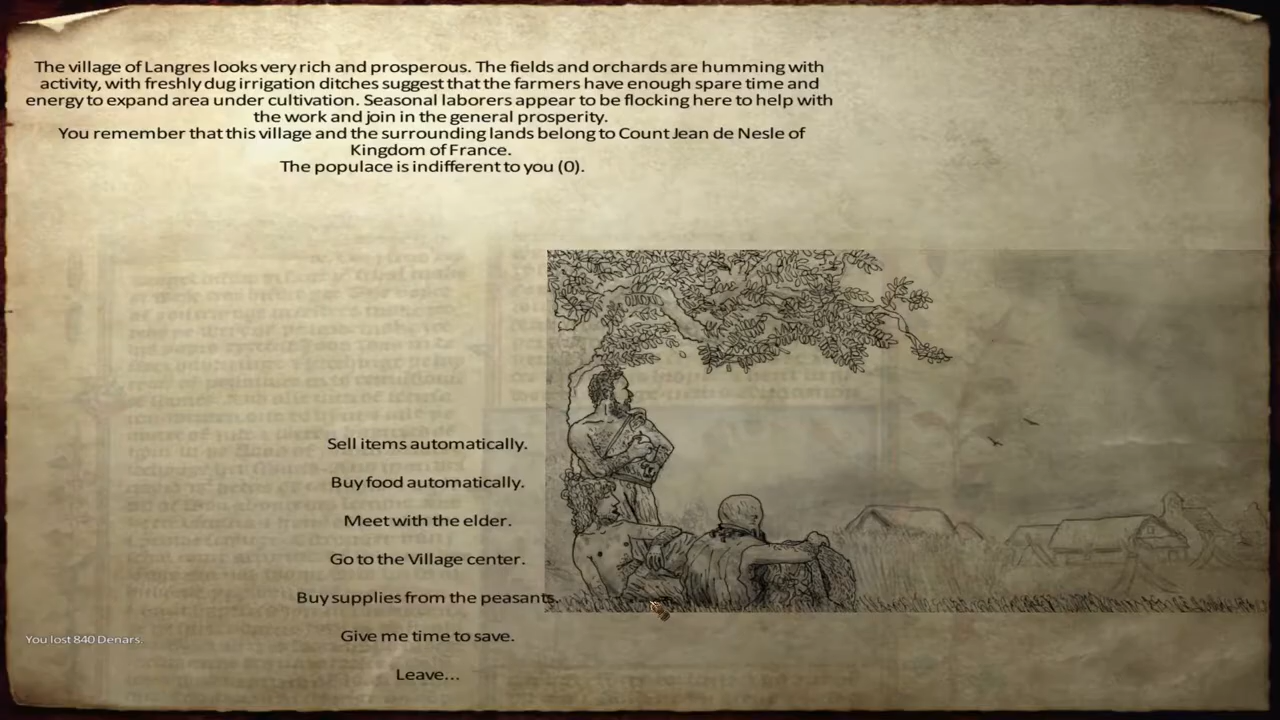 The village of Langres looks very rich and prosperous. The fields and orchards are humming with
activity, with freshly dug irrigation ditches suggest that the farmers have enough spare time and
energy to expand area under cultivation. Seasonal laborers appear to be flocking here to help with
the work and join in the general prosperity.
You remember that this village and the surrounding lands belong to Count Jean de Nesle of
Kingdom of France.
The populace is indifferent to you (0).
Sell items automatically.
Buy food automatically.
Meet with the elder.
Go to the Village center.
Buy supplies from the peasants.
Give me time to save.
You lost 840 Denars.
Leave...